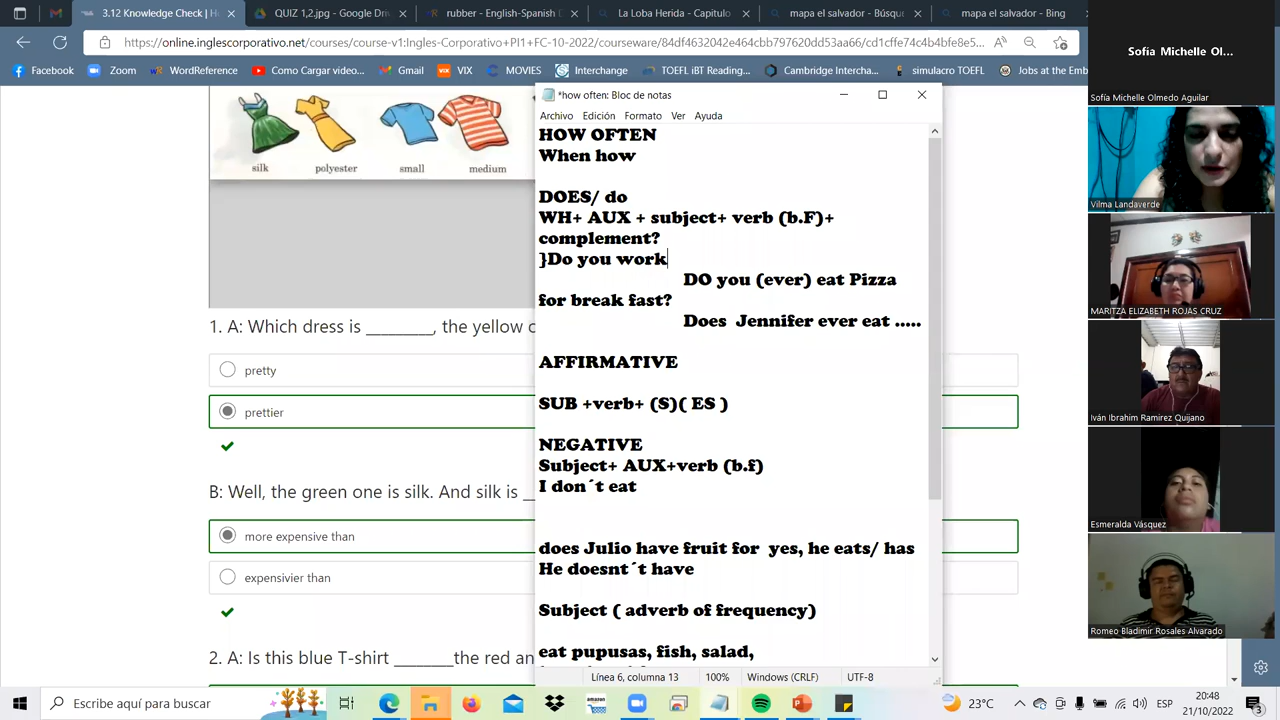 3.12 Knowledge Check | H
QUIZ 1,2.jpg - Google Driv
rubber - English-Spanish D
La Bolsa Herida - Capitulo
mapa el salvador - Búsqu
mapa el salvador - Bing
https://online.inglescorporativo.net/courses/course-v1:Ingles-Corporativo+PI1+FC-10-2022/courseware/84df4632042e464cbb797620dd53aa66/cd1cffe74c4b4bfe8e5...
Facebook
Zoom
WordReference
Como Cargar video...
Gmail
VIX
MOVIES
Interchange
TOEFL iBT Reading...
Cambridge Intercha...
simulacro TOEFL
Jobs at the Emb
silk
polyester
small
medium
1. A: Which dress is ________, the yellow o
pretty
prettier
B: Well, the green one is silk. And silk is __
more expensive than
expensivier than
2. A: Is this blue T-shirt _______the red an
*how often: Bloc de notas
Archivo Edición Formato Ver Ayuda
HOW OFTEN
When how
DOES/ do
WH+ AUX + subject+ verb (b.F)+
complement?
}Do you work
DO you (ever) eat Pizza
for break fast?
Does Jennifer ever eat .....
AFFIRMATIVE
SUB +verb+ (S)( ES )
NEGATIVE
Subject+ AUX+verb (b.f)
I don´t eat
does Julio have fruit for yes, he eats/ has
He doesnt´t have
Subject ( adverb of frequency)
eat pupusas, fish, salad,
Línea 6, columna 13
100%
Windows (CRLF)
UTF-8
Sofía Michelle Ol...
Sofía Michelle Olmedo Aguilar
Vilma Landaverde
MARITZA ELIZABETH ROJAS CRUZ
Iván Ibrahim Ramirez Quijano
Esmeralda Vásquez
Romeo Bladimir Rosales Alvarado
Escribe aquí para buscar
23°C
ESP
20:48
21/10/2022
3